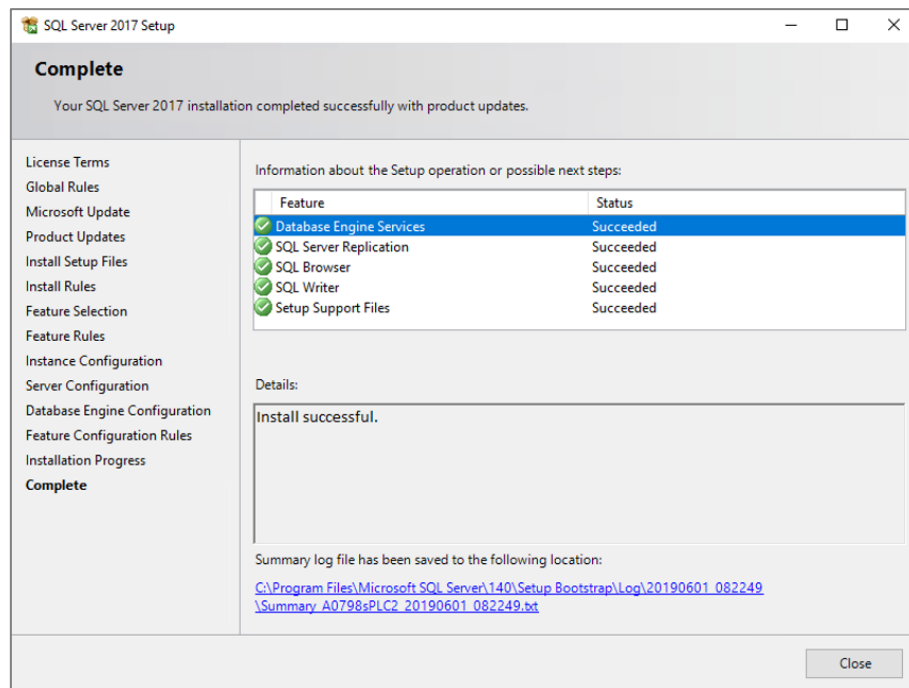 SQL Server 2017 Setup
Complete
Your SQL Server 2017 installation completed successfully with product updates.
License Terms
Global Rules
Microsoft Update
Product Updates
Install Setup Files
Install Rules
Feature Selection
Feature Rules
Instance Configuration
Server Configuration
Database Engine Configuration
Feature Configuration Rules
Installation Progress
Complete
Information about the Setup operation or possible next steps:
Feature Status
Database Engine Services Succeeded
SQL Server Replication Succeeded
SQL Browser Succeeded
SQL Writer Succeeded
Setup Support Files Succeeded
Details:
Install successful.
Summary log file has been saved to the following location:
C:\Program Files\Microsoft SQL Server\140\Setup Bootstrap\Log\20190601_082249
\Summary_A0798sPLC2_20190601_082249.txt
Close